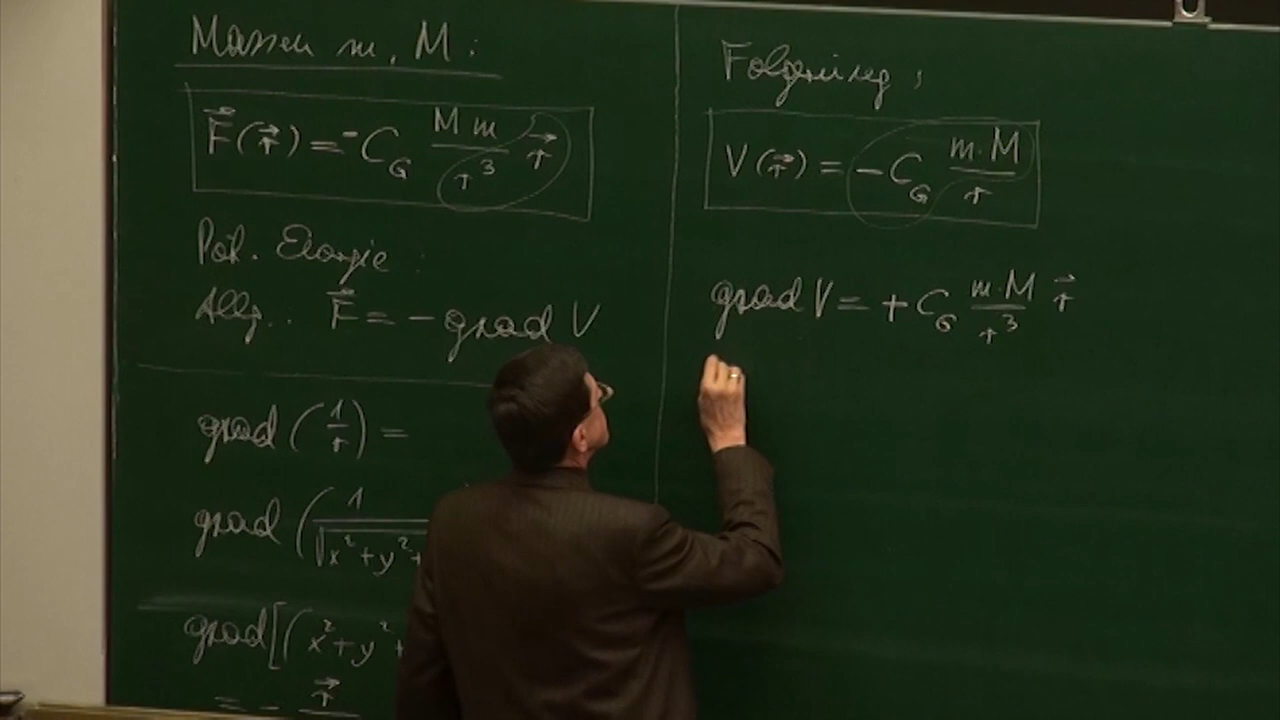 Massen m, M :
F⃗(r⃗) = -C_G (M m / r³) r⃗
Pot. Energie :
Allg.: F⃗ = - grad V
grad (1/r) =
grad (1/√x²+y²+
grad[(x²+y²+
= - r⃗
Folgerung :
V(r⃗) = -C_G (m·M / r)
grad V = + C_G (m·M / r³) r⃗